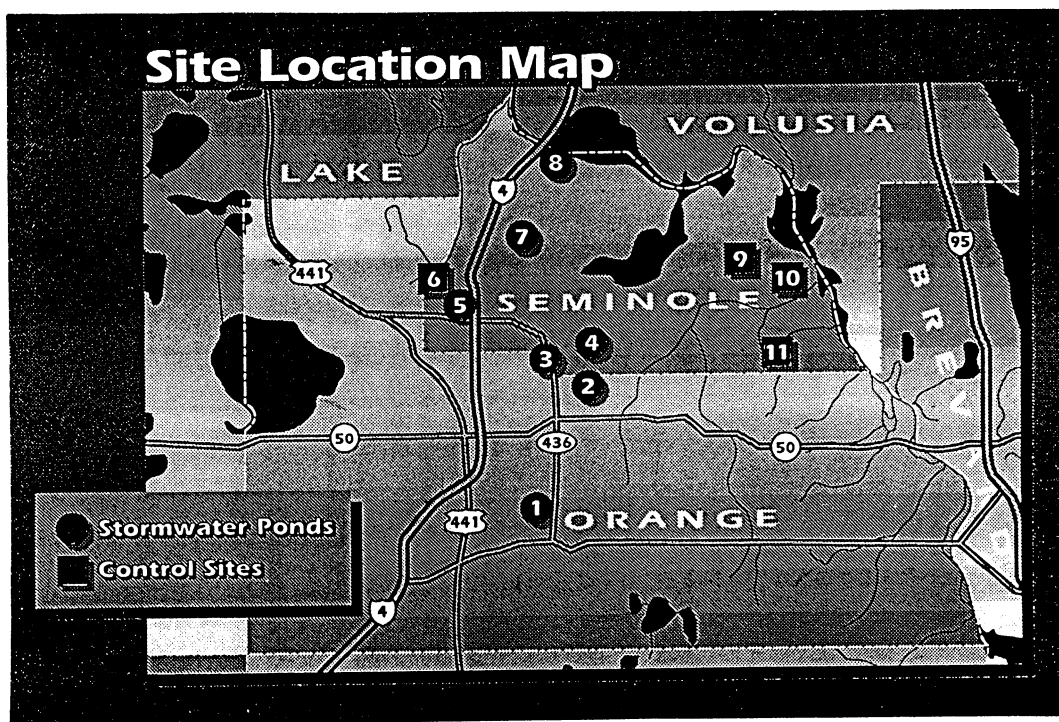 Site Location Map
VOLUSIA
LAKE
8
4
7
95
441
6
9
10
5
SEMINOLE
BREVARD
4
3
11
2
50
436
50
1
441
ORANGE
Stormwater Ponds
Control Sites
4